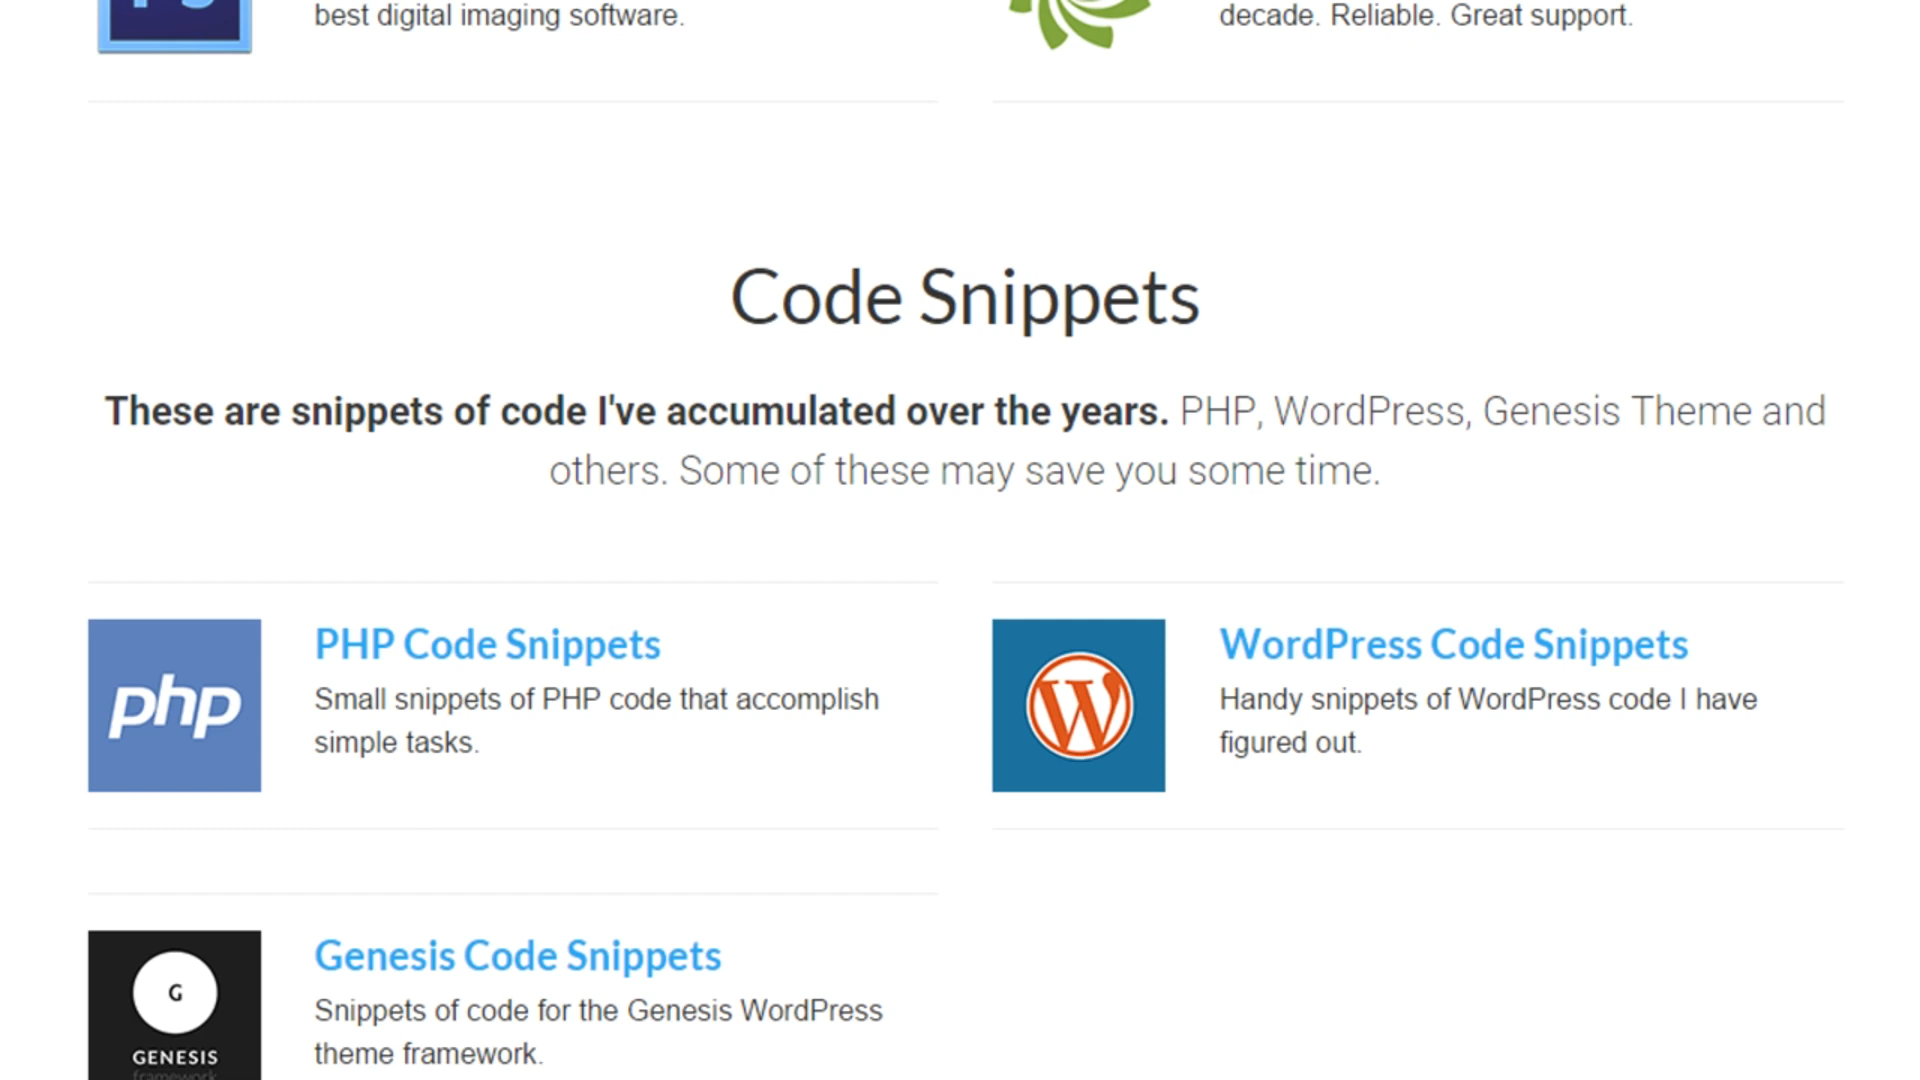 best digital imaging software.
decade. Reliable. Great support.
Code Snippets
These are snippets of code I've accumulated over the years. PHP, WordPress, Genesis Theme and
others. Some of these may save you some time.
php
PHP Code Snippets
Small snippets of PHP code that accomplish
simple tasks.
W
WordPress Code Snippets
Handy snippets of WordPress code I have
figured out.
G
GENESIS
framework
Genesis Code Snippets
Snippets of code for the Genesis WordPress
theme framework.